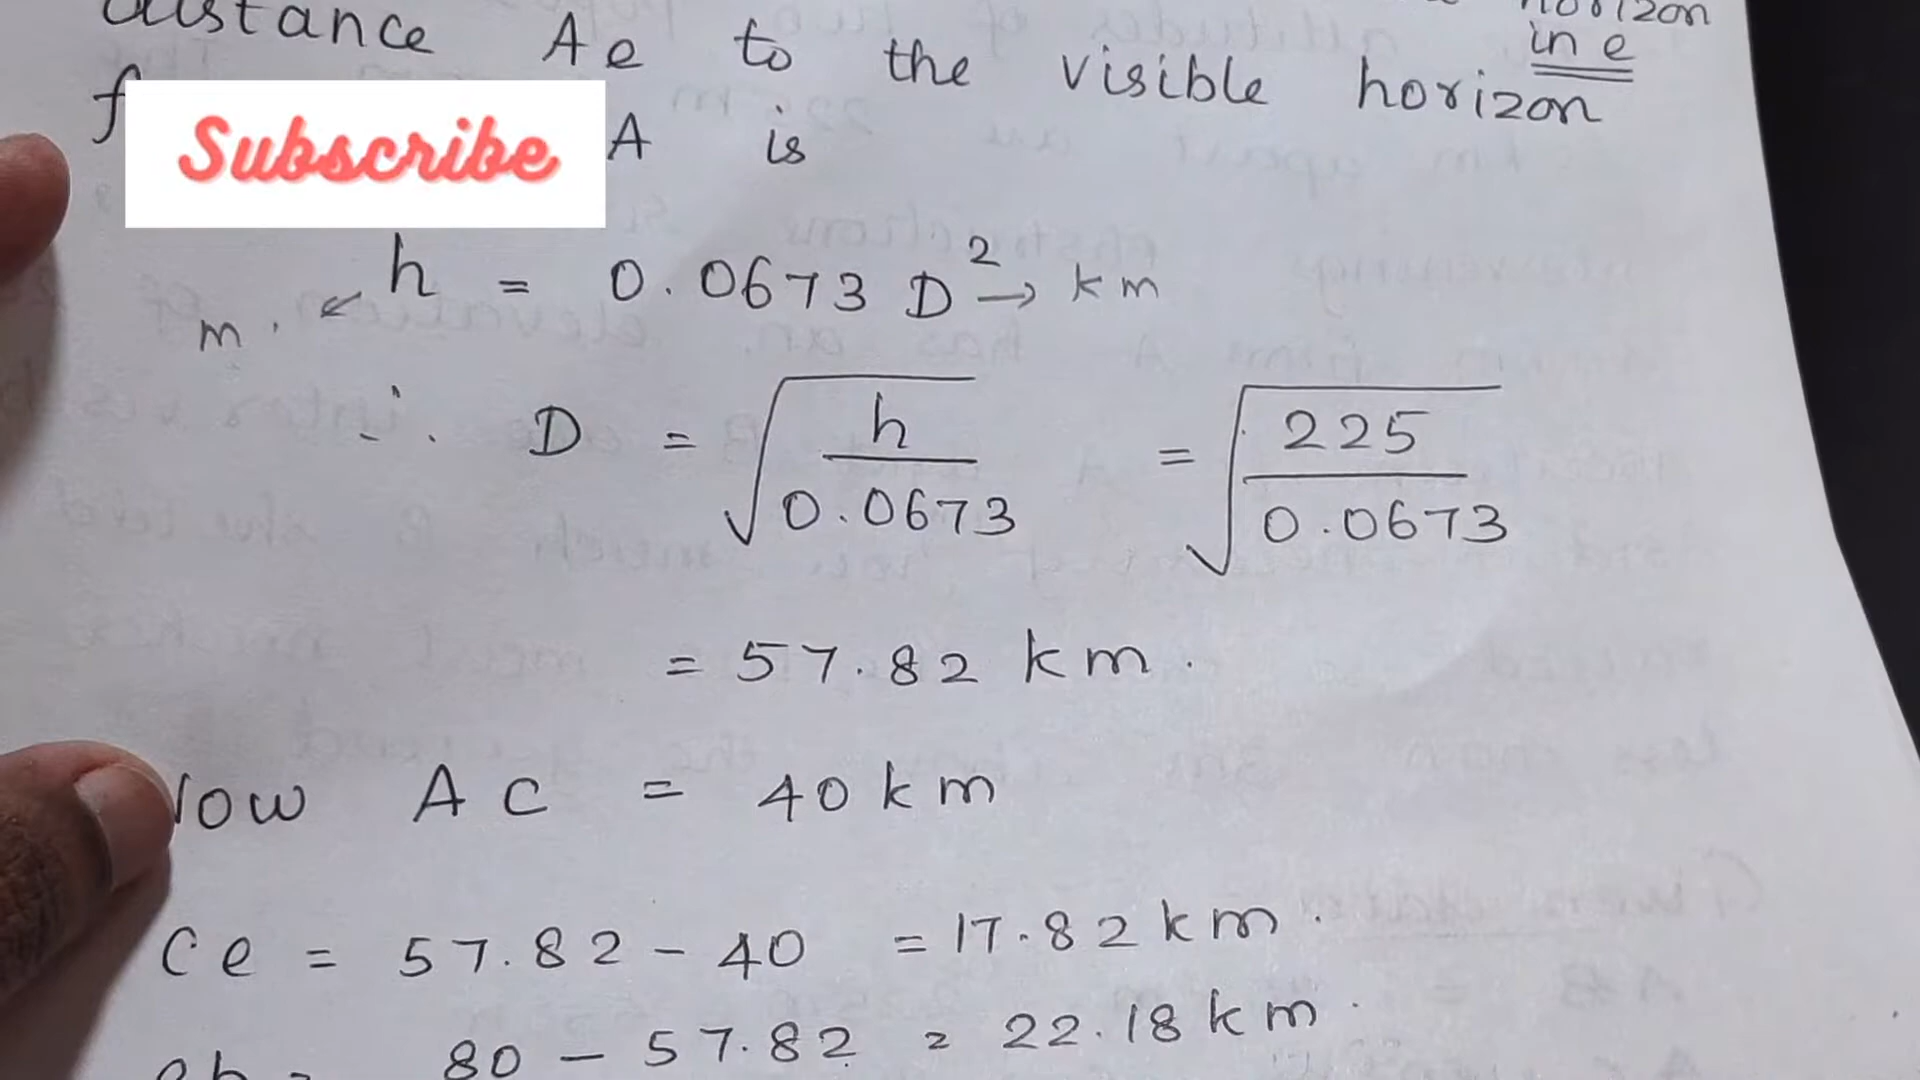 distance Ae to the visible horizon
horizon
in e
Subscribe
A is
h = 0.0673 D² → km
m.
∴ D = √(h/0.0673) = √(225/0.0673)
= 57.82 km.
Now AC = 40 km
Ce = 57.82 - 40 = 17.82 km.
eb = 80 - 57.82 = 22.18 km.